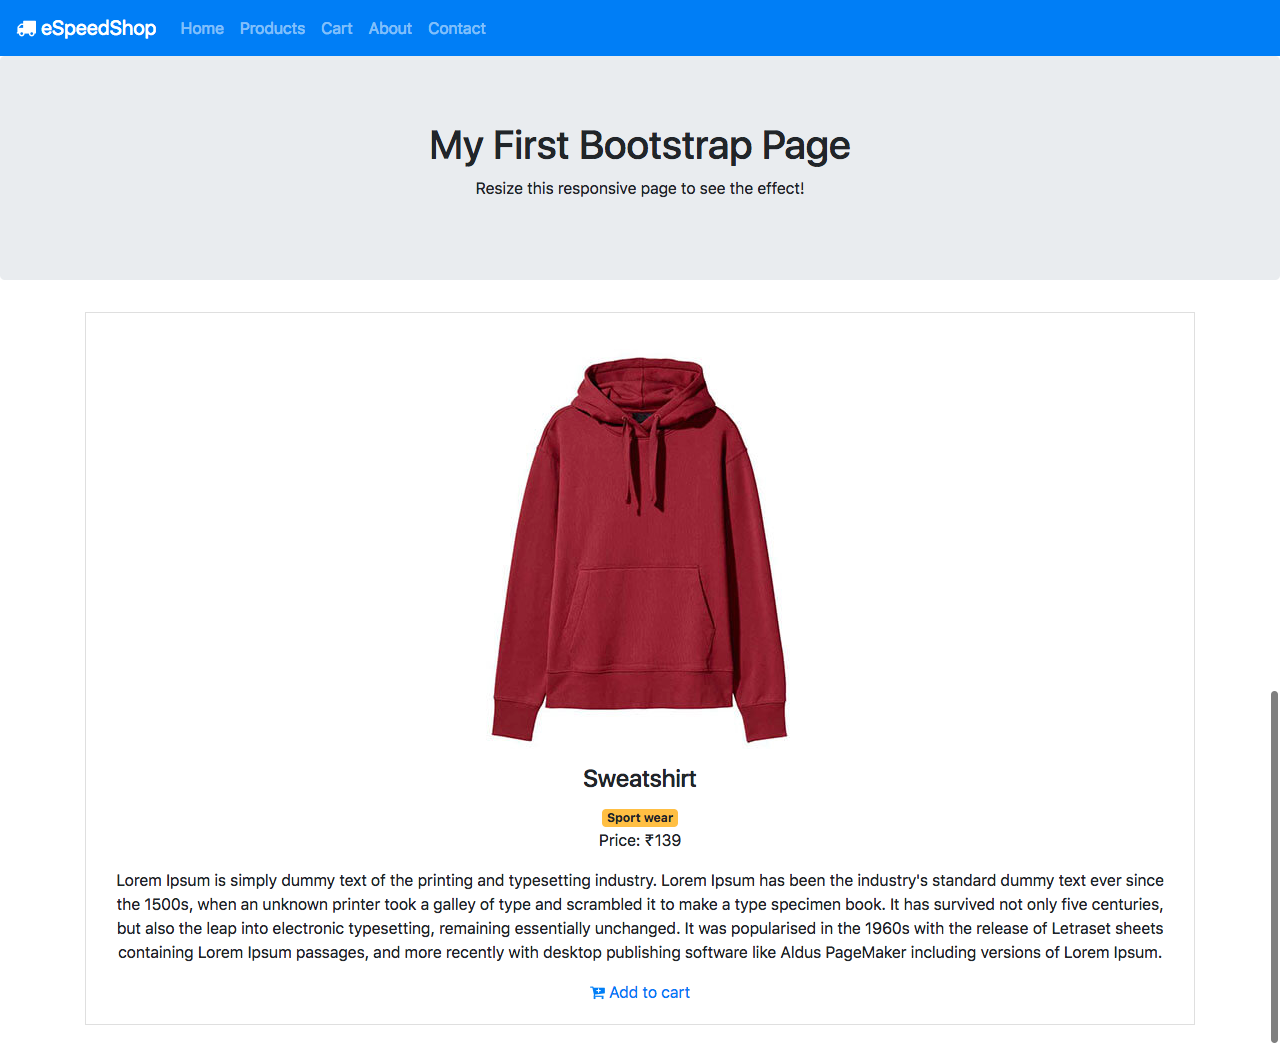 eSpeedShop Home Products Cart About Contact
My First Bootstrap Page
Resize this responsive page to see the effect!
Sweatshirt
Sport wear
Price: ₹139
Lorem Ipsum is simply dummy text of the printing and typesetting industry. Lorem Ipsum has been the industry's standard dummy text ever since
the 1500s, when an unknown printer took a galley of type and scrambled it to make a type specimen book. It has survived not only five centuries,
but also the leap into electronic typesetting, remaining essentially unchanged. It was popularised in the 1960s with the release of Letraset sheets
containing Lorem Ipsum passages, and more recently with desktop publishing software like Aldus PageMaker including versions of Lorem Ipsum.
Add to cart